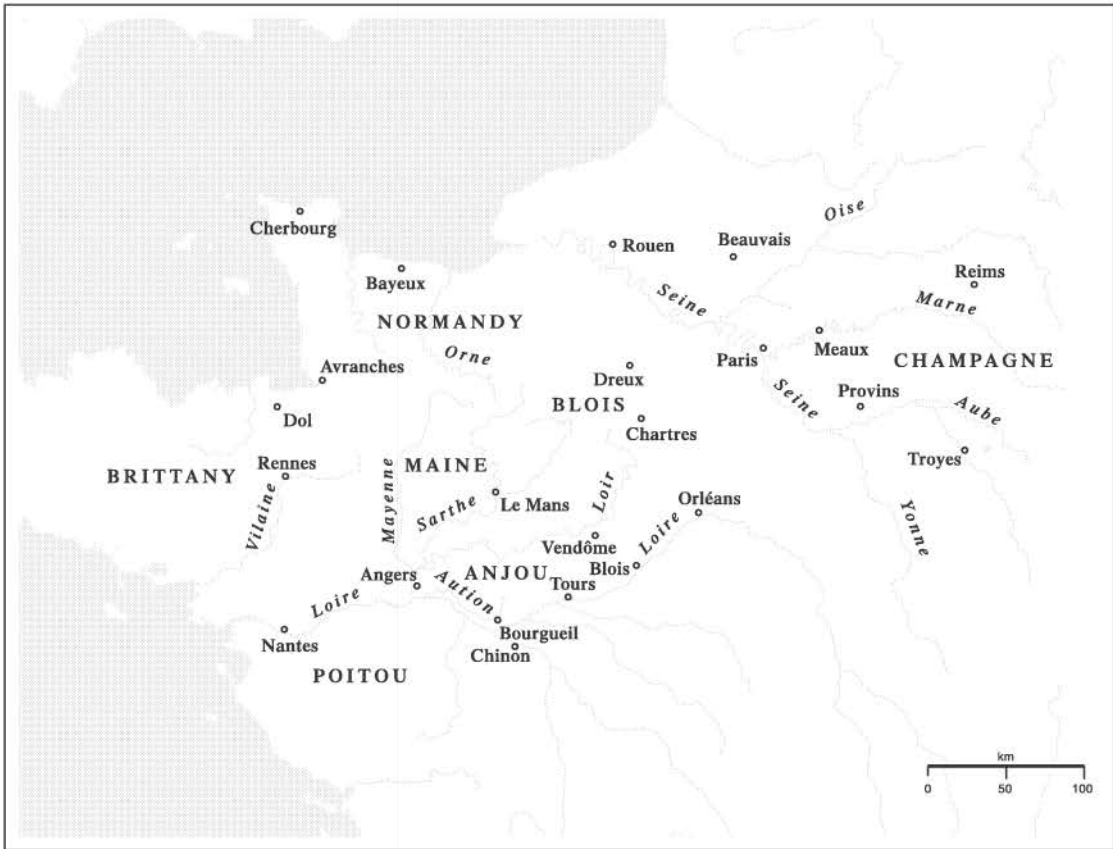 Cherbourg
Rouen
Beauvais
Oise
Bayeux
Reims
Seine
Marne
NORMANDY
Orne
Paris
Meaux
CHAMPAGNE
Avranches
Dreux
Provins
BLOIS
Seine
Aube
Dol
Chartres
Troyes
BRITTANY
Rennes
MAINE
Mayenne
Sarthe
Le Mans
Loir
Orléans
Vilaine
Yonne
Vendôme
Loire
Blois
Angers
ANJOU
Tours
Loire
Aution
Nantes
Bourgueil
Chinon
POITOU
km
0 50 100